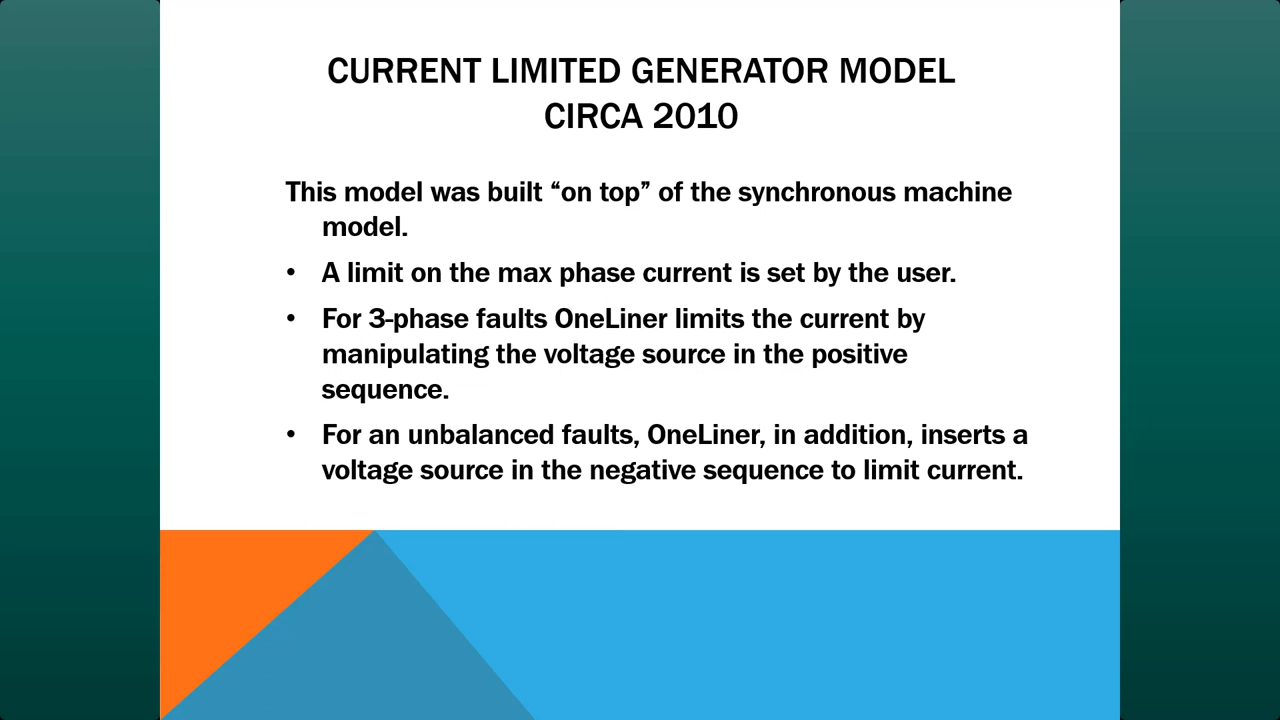 CURRENT LIMITED GENERATOR MODEL
CIRCA 2010
This model was built “on top” of the synchronous machine
model.
• A limit on the max phase current is set by the user.
• For 3-phase faults OneLiner limits the current by
manipulating the voltage source in the positive
sequence.
• For an unbalanced faults, OneLiner, in addition, inserts a
voltage source in the negative sequence to limit current.